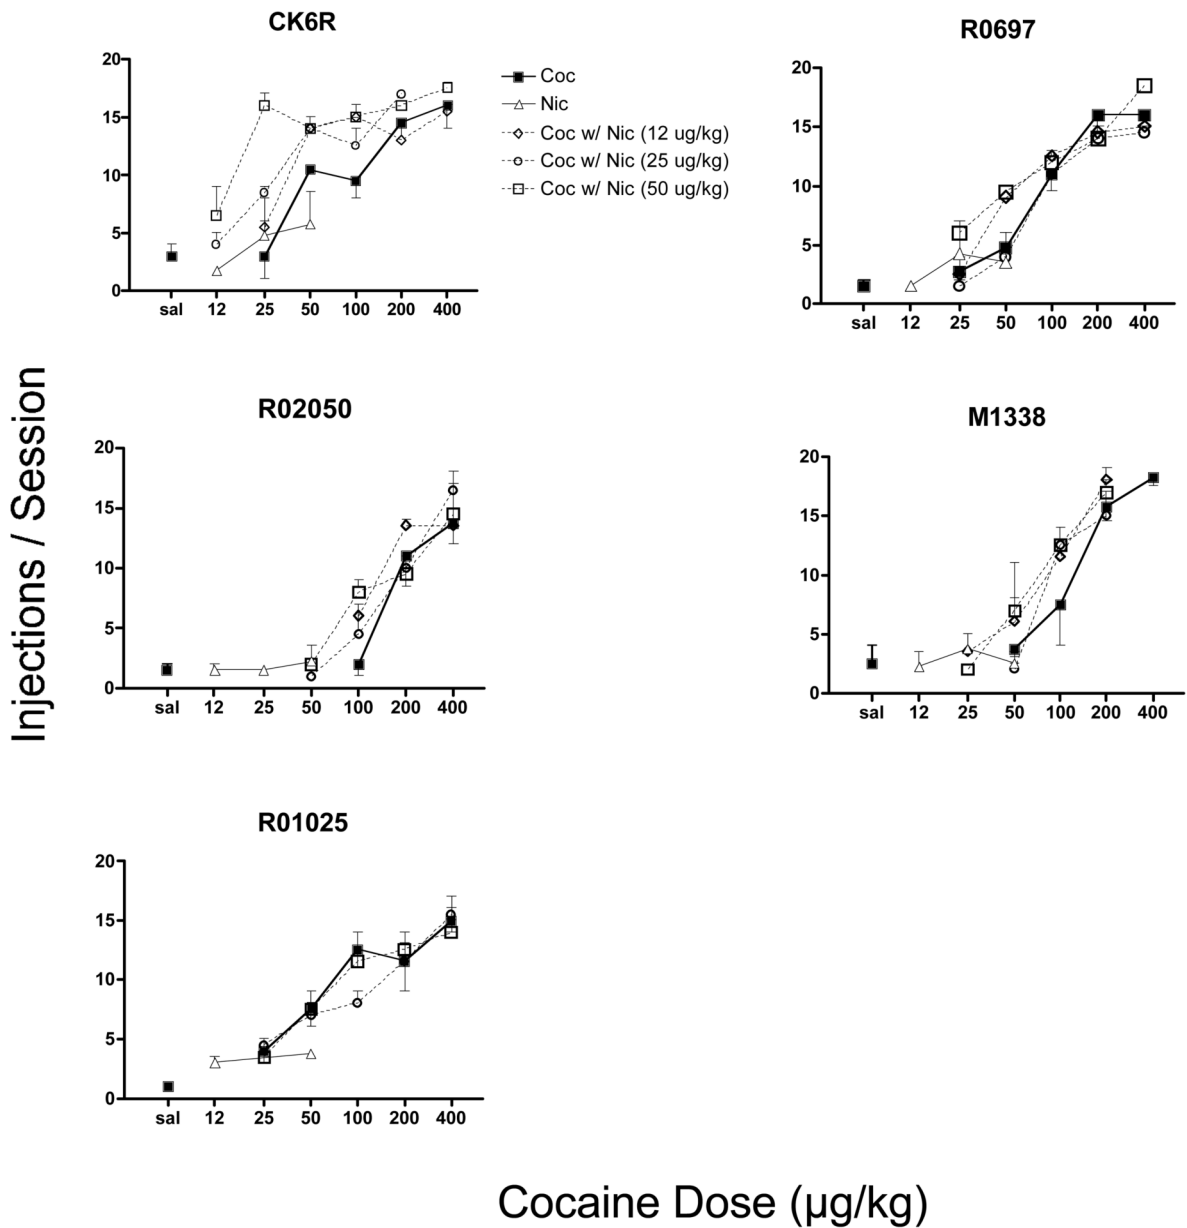 CK6R
20
15
10
5
0
sal 12 25 50 100 200 400
Coc
Nic
Coc w/ Nic (12 ug/kg)
Coc w/ Nic (25 ug/kg)
Coc w/ Nic (50 ug/kg)
R0697
20
15
10
5
0
sal 12 25 50 100 200 400
Injections / Session
R02050
20
15
10
5
0
sal 12 25 50 100 200 400
M1338
20
15
10
5
0
sal 12 25 50 100 200 400
R01025
20
15
10
5
0
sal 12 25 50 100 200 400
Cocaine Dose (µg/kg)